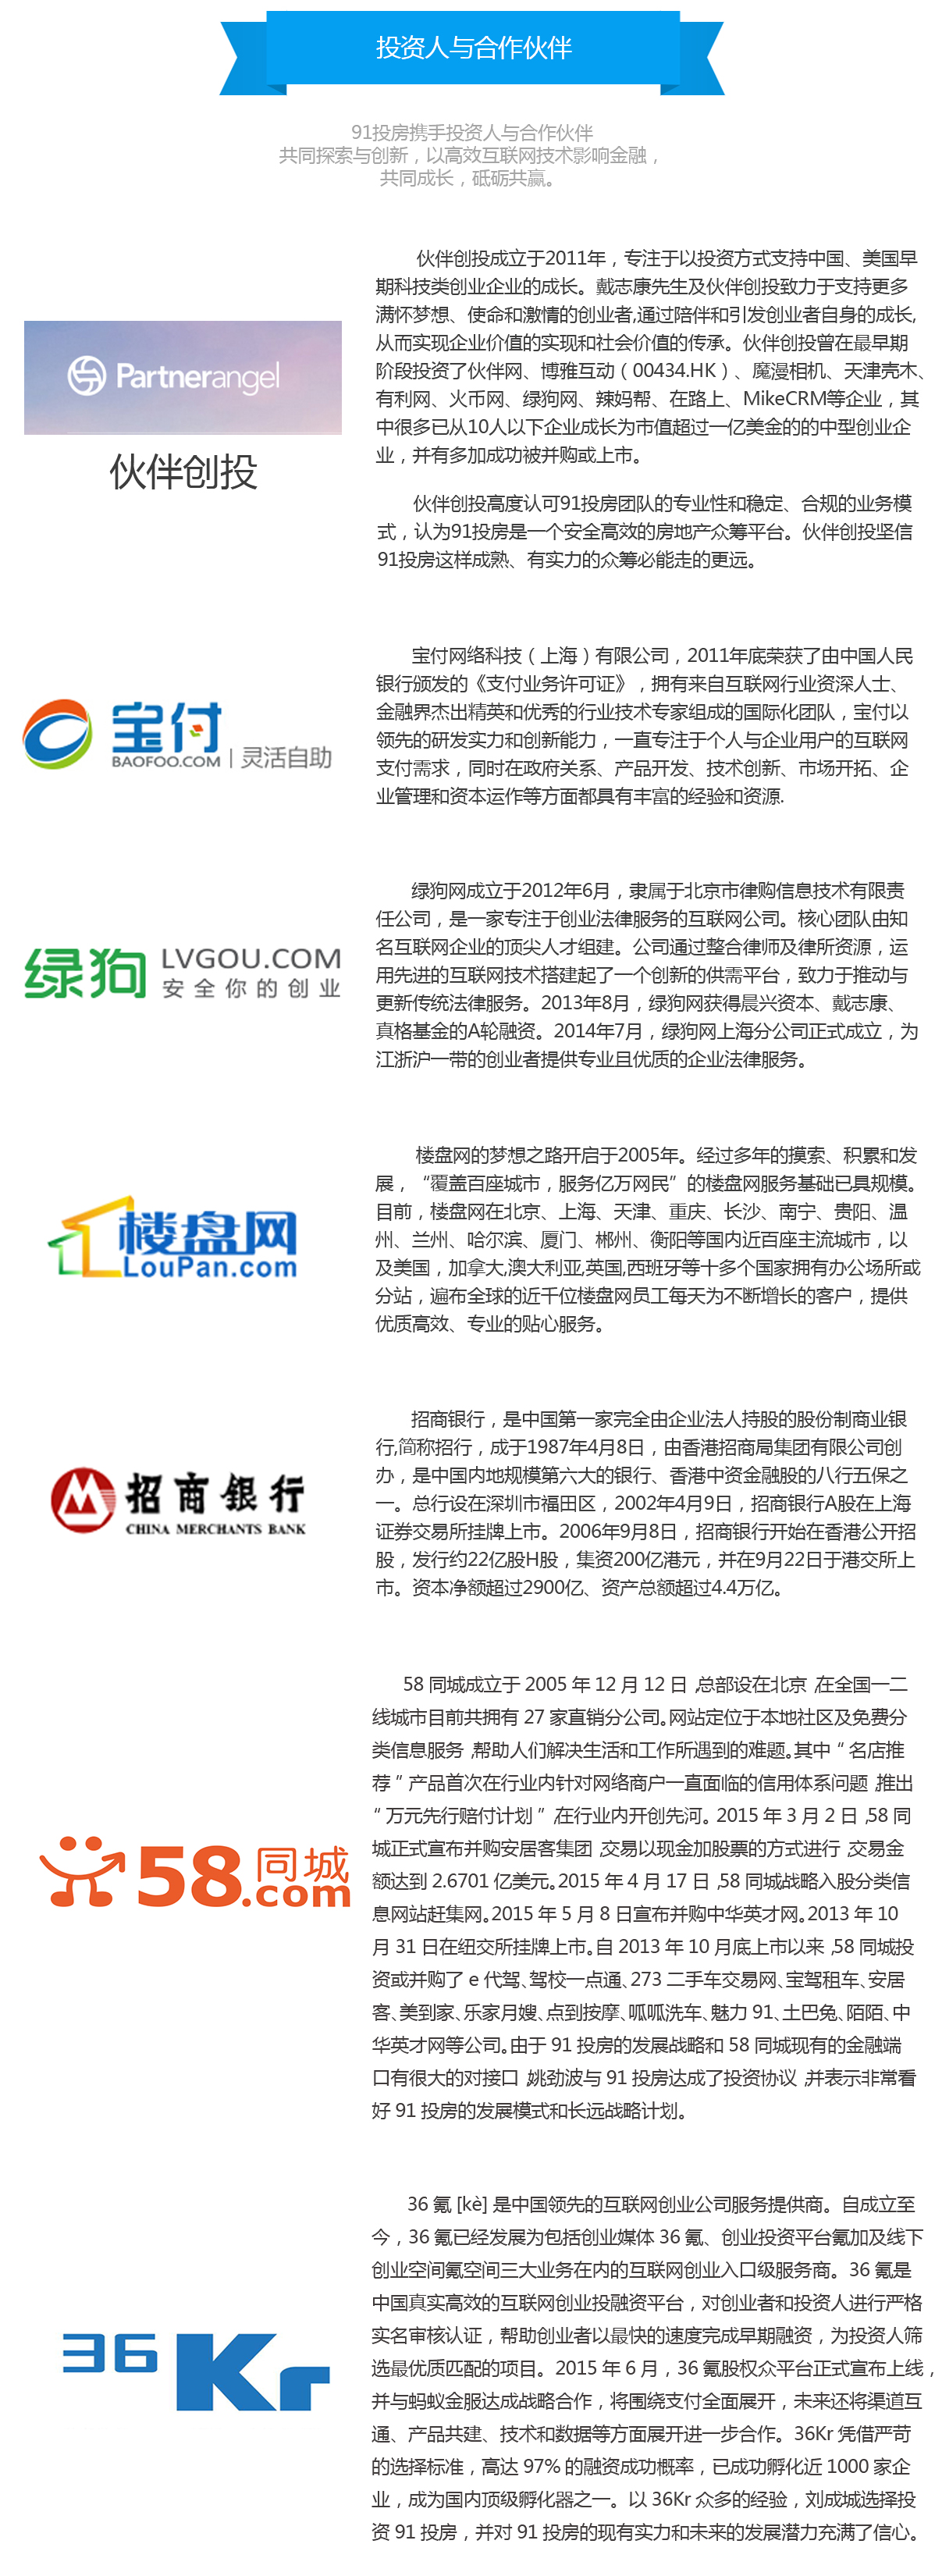 投资人与合作伙伴
91投房携手投资人与合作伙伴
共同探索与创新，以高效互联网技术影响金融，
共同成长，砥砺共赢。
Partnerangel
伙伴创投
伙伴创投成立于2011年，专注于以投资方式支持中国、美国早
期科技类创业企业的成长。戴志康先生及伙伴创投致力于支持更多
满怀梦想、使命和激情的创业者,通过陪伴和引发创业者自身的成长,
从而实现企业价值的实现和社会价值的传承。伙伴创投曾在最早期
阶段投资了伙伴网、博雅互动（00434.HK）、魔漫相机、天津壳木、
有利网、火币网、绿狗网、辣妈帮、在路上、MikeCRM等企业，其
中很多已从10人以下企业成长为市值超过一亿美金的的中型创业企
业，并有多加成功被并购或上市。
伙伴创投高度认可91投房团队的专业性和稳定、合规的业务模
式，认为91投房是一个安全高效的房地产众筹平台。伙伴创投坚信
91投房这样成熟、有实力的众筹必能走的更远。
宝付
BAOFOO.COM | 灵活自助
宝付网络科技（上海）有限公司，2011年底荣获了由中国人民
银行颁发的《支付业务许可证》，拥有来自互联网行业资深人士、
金融界杰出精英和优秀的行业技术专家组成的国际化团队，宝付以
领先的研发实力和创新能力，一直专注于个人与企业用户的互联网
支付需求，同时在政府关系、产品开发、技术创新、市场开拓、企
业管理和资本运作等方面都具有丰富的经验和资源.
绿狗 LVGOU.COM
安全你的创业
绿狗网成立于2012年6月，隶属于北京市律购信息技术有限责
任公司，是一家专注于创业法律服务的互联网公司。核心团队由知
名互联网企业的顶尖人才组建。公司通过整合律师及律所资源，运
用先进的互联网技术搭建起了一个创新的供需平台，致力于推动与
更新传统法律服务。2013年8月，绿狗网获得晨兴资本、戴志康、
真格基金的A轮融资。2014年7月，绿狗网上海分公司正式成立，为
江浙沪一带的创业者提供专业且优质的企业法律服务。
楼盘网
LouPan.com
楼盘网的梦想之路开启于2005年。经过多年的摸索、积累和发
展，“覆盖百座城市，服务亿万网民”的楼盘网服务基础已具规模。
目前，楼盘网在北京、上海、天津、重庆、长沙、南宁、贵阳、温
州、兰州、哈尔滨、厦门、郴州、衡阳等国内近百座主流城市，以
及美国，加拿大,澳大利亚,英国,西班牙等十多个国家拥有办公场所或
分站，遍布全球的近千位楼盘网员工每天为不断增长的客户，提供
优质高效、专业的贴心服务。
招商银行
CHINA MERCHANTS BANK
招商银行，是中国第一家完全由企业法人持股的股份制商业银
行,简称招行，成于1987年4月8日，由香港招商局集团有限公司创
办，是中国内地规模第六大的银行、香港中资金融股的八行五保之
一。总行设在深圳市福田区，2002年4月9日，招商银行A股在上海
证券交易所挂牌上市。2006年9月8日，招商银行开始在香港公开招
股，发行约22亿股H股，集资200亿港元，并在9月22日于港交所上
市。资本净额超过2900亿、资产总额超过4.4万亿。
58同城
.com
58 同城成立于 2005 年 12 月 12 日 ,总部设在北京 ,在全国一二
线城市目前共拥有 27 家直销分公司。网站定位于本地社区及免费分
类信息服务 ,帮助人们解决生活和工作所遇到的难题。其中“ 名店推
荐 ”产品首次在行业内针对网络商户一直面临的信用体系问题 ,推出
“ 万元先行赔付计划 ” ,在行业内开创先河。 2015 年 3 月 2 日 ,58 同
城正式宣布并购安居客集团 ,交易以现金加股票的方式进行 ,交易金
额达到 2.6701 亿美元。2015 年 4 月 17 日 ,58 同城战略入股分类信
息网站赶集网。2015 年 5 月 8 日宣布并购中华英才网。2013 年 10
月 31 日在纽交所挂牌上市。自 2013 年 10 月底上市以来 ,58 同城投
资或并购了 e 代驾、驾校一点通、273 二手车交易网、宝驾租车、安居
客、美到家、乐家月嫂、点到按摩、呱呱洗车、魅力 91、土巴兔、陌陌、中
华英才网等公司。由于 91 投房的发展战略和 58 同城现有的金融端
口有很大的对接口 ,姚劲波与 91 投房达成了投资协议 ,并表示非常看
好 91 投房的发展模式和长远战略计划。
36Kr
36 氪 [kè] 是中国领先的互联网创业公司服务提供商。自成立至
今，36 氪已经发展为包括创业媒体 36 氪、创业投资平台氪加及线下
创业空间氪空间三大业务在内的互联网创业入口级服务商。36 氪是
中国真实高效的互联网创业投融资平台，对创业者和投资人进行严格
实名审核认证，帮助创业者以最快的速度完成早期融资，为投资人筛
选最优质匹配的项目。2015 年 6 月，36 氪股权众平台正式宣布上线，
并与蚂蚁金服达成战略合作，将围绕支付全面展开，未来还将渠道互
通、产品共建、技术和数据等方面展开进一步合作。36Kr 凭借严苛
的选择标准，高达 97% 的融资成功概率，已成功孵化近 1000 家企
业，成为国内顶级孵化器之一。以 36Kr 众多的经验，刘成城选择投
资 91 投房，并对 91 投房的现有实力和未来的发展潜力充满了信心。